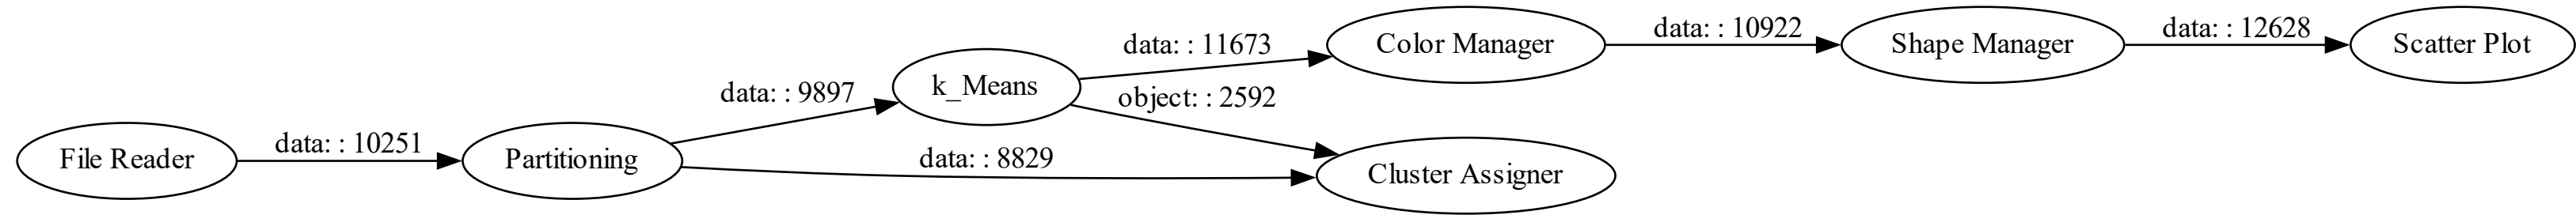 File Reader
data: : 10251
Partitioning
data: : 9897
data: : 8829
k_Means
data: : 11673
object: : 2592
Color Manager
Cluster Assigner
data: : 10922
Shape Manager
data: : 12628
Scatter Plot